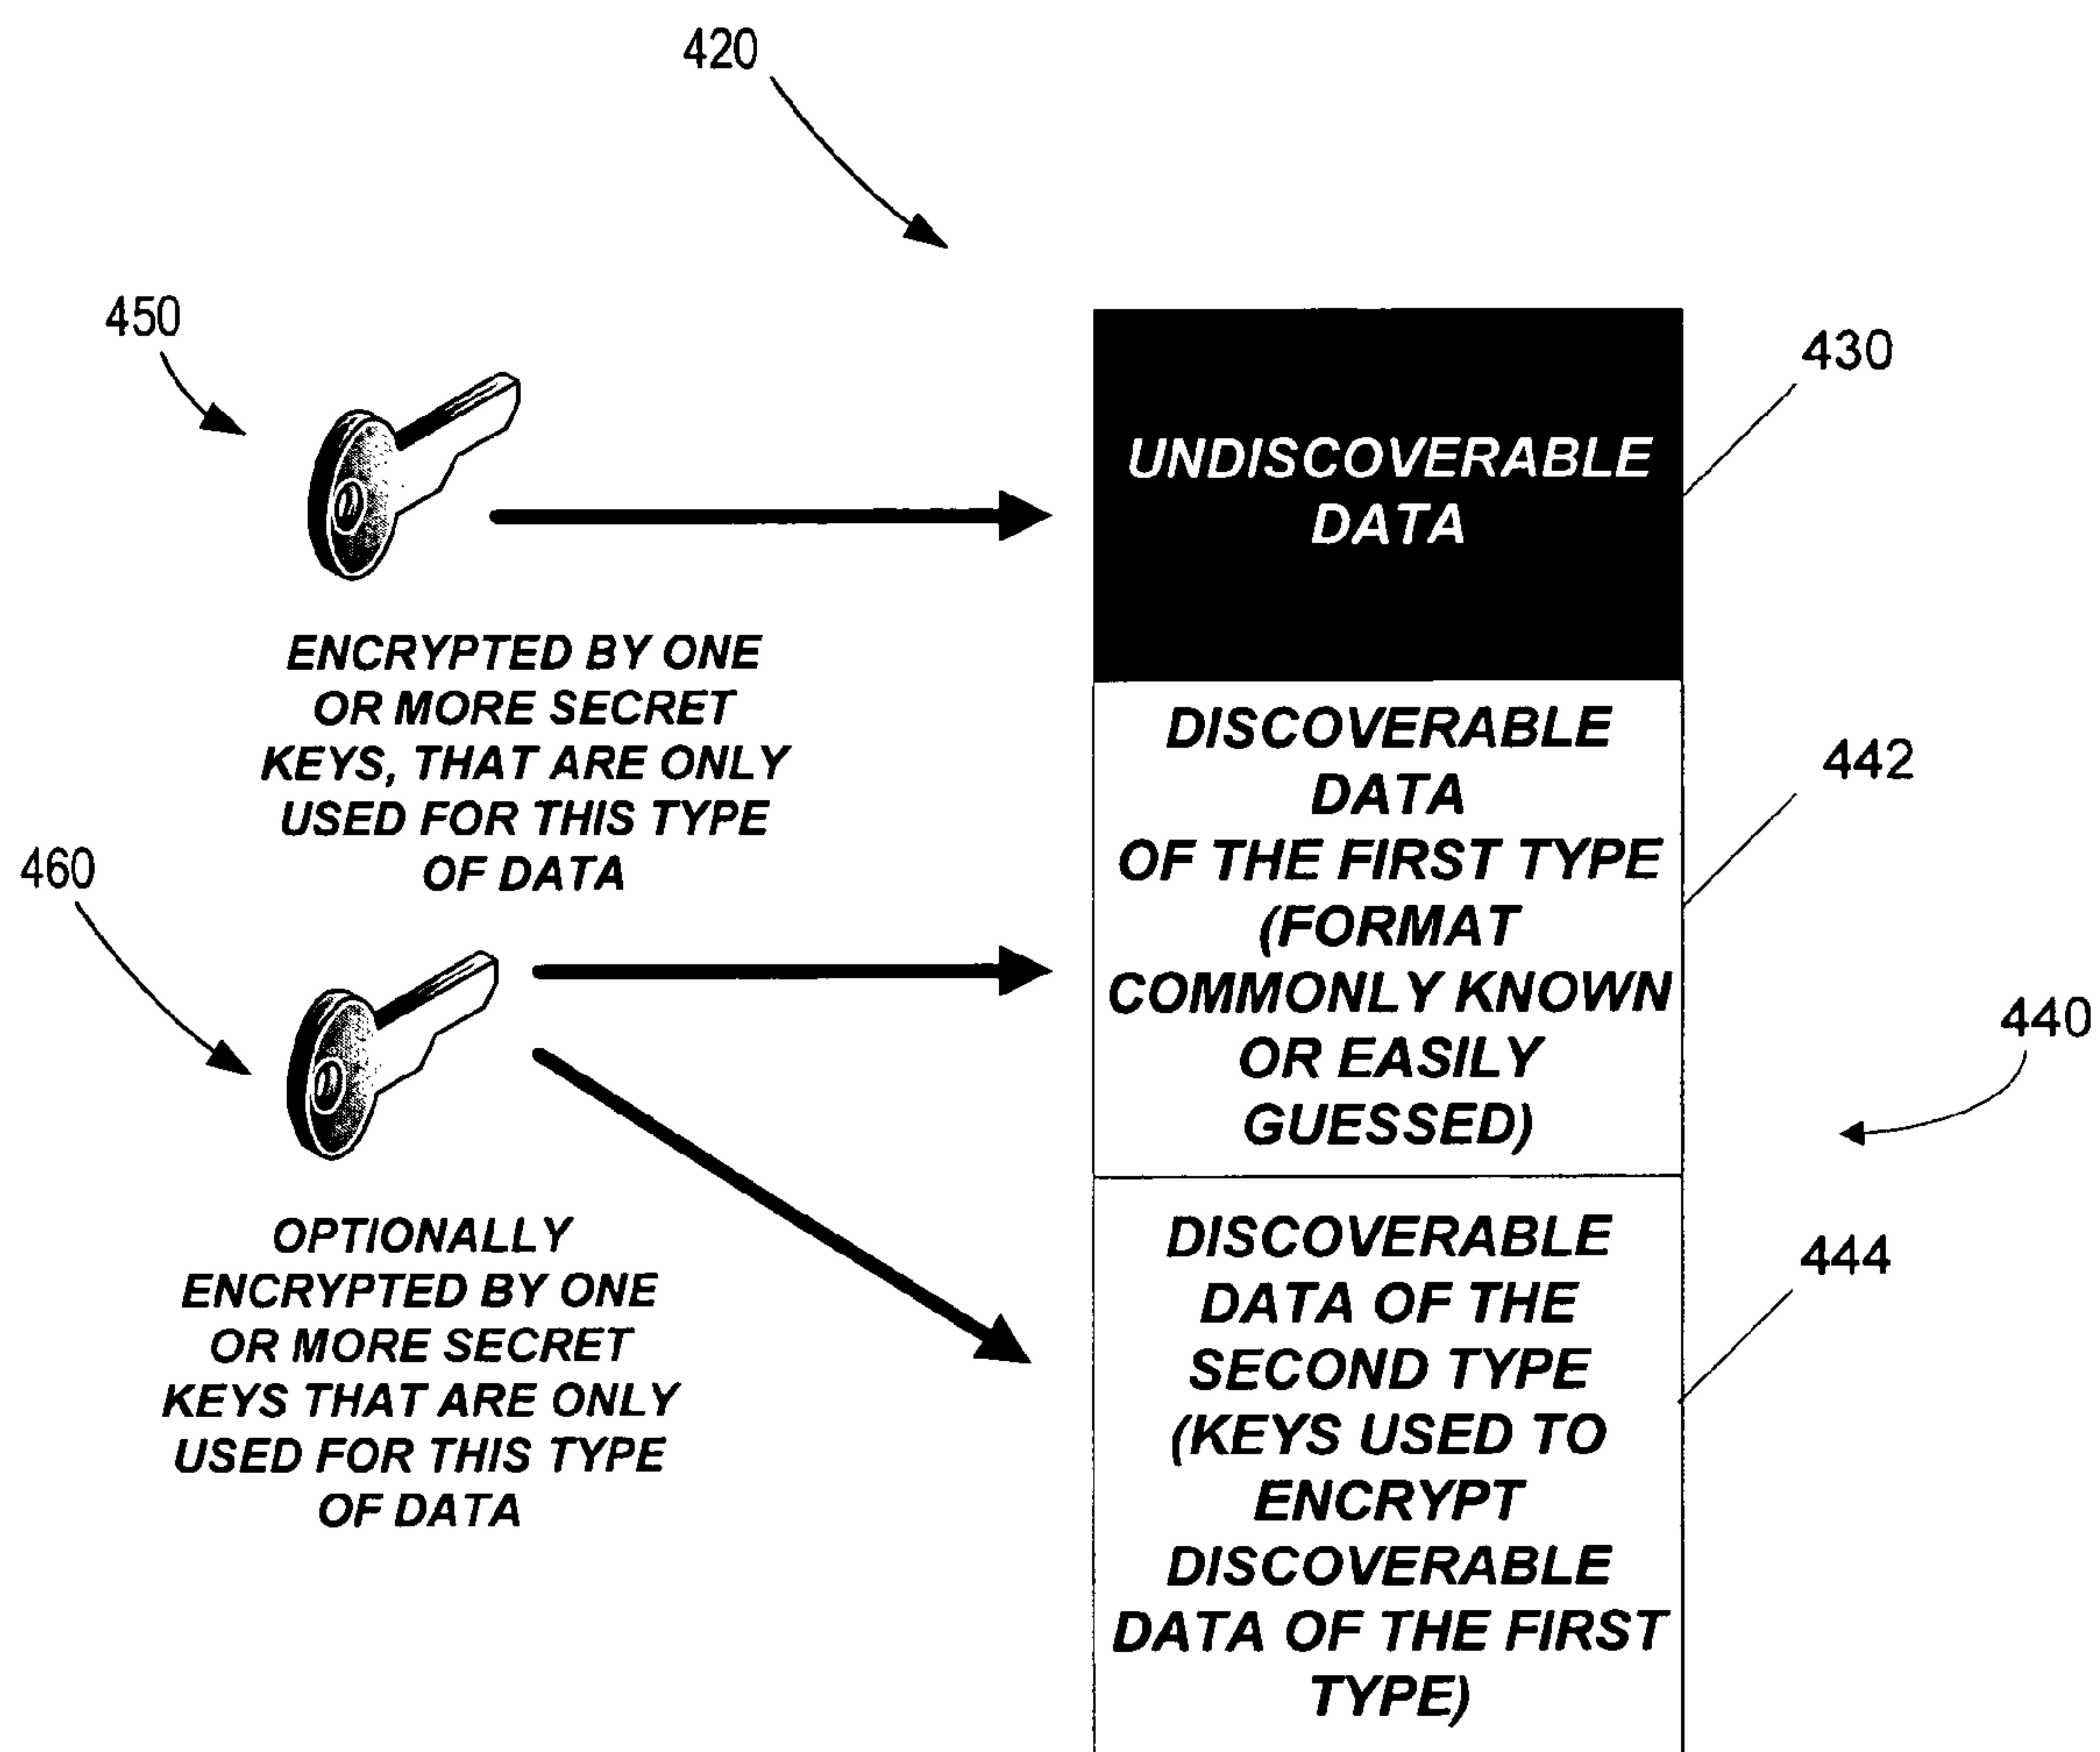 420
450
430
UNDISCOVERABLE
DATA
ENCRYPTED BY ONE
OR MORE SECRET
KEYS, THAT ARE ONLY
USED FOR THIS TYPE
OF DATA
DISCOVERABLE
DATA
OF THE FIRST TYPE
(FORMAT
COMMONLY KNOWN
OR EASILY
GUESSED)
442
460
440
OPTIONALLY
ENCRYPTED BY ONE
OR MORE SECRET
KEYS THAT ARE ONLY
USED FOR THIS TYPE
OF DATA
DISCOVERABLE
DATA OF THE
SECOND TYPE
(KEYS USED TO
ENCRYPT
DISCOVERABLE
DATA OF THE FIRST
TYPE)
444